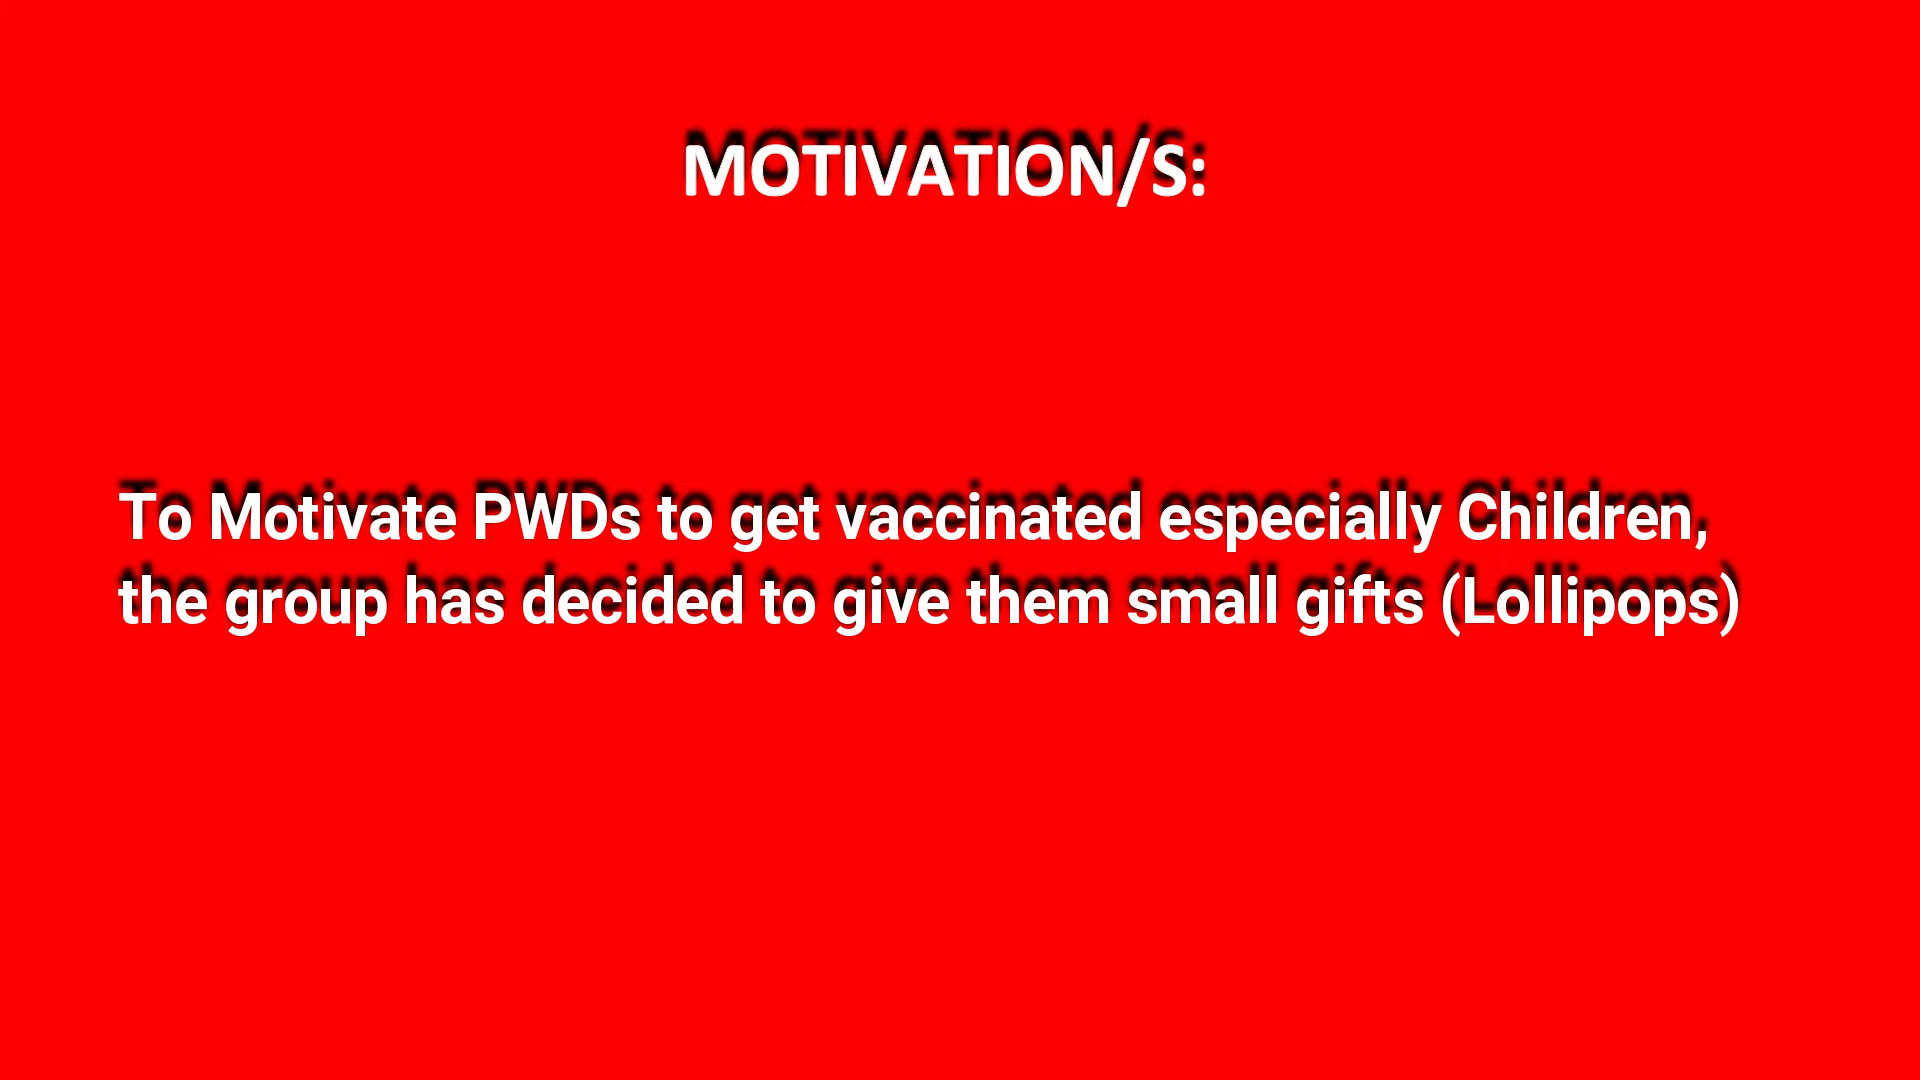 MOTIVATION/S:
To Motivate PWDs to get vaccinated especially Children,
the group has decided to give them small gifts (Lollipops)